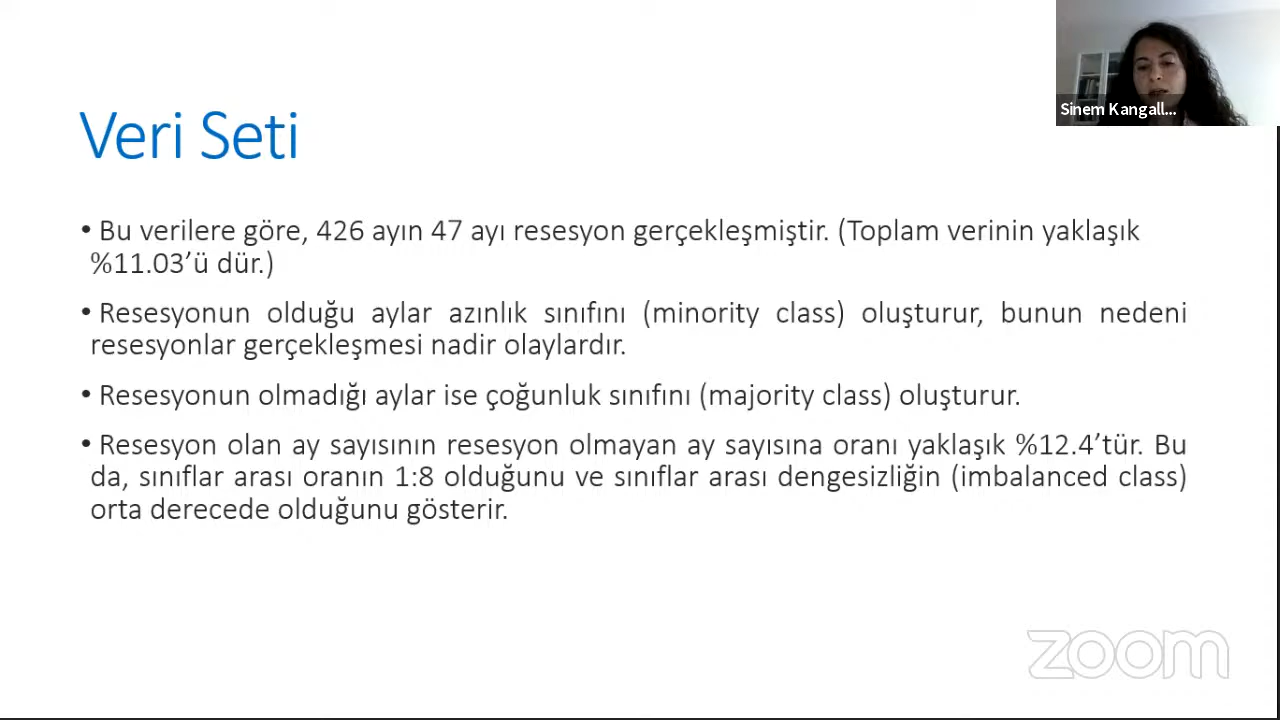 Sinem Kangall...
Veri Seti
• Bu verilere göre, 426 ayın 47 ayı resesyon gerçekleşmiştir. (Toplam verinin yaklaşık
%11.03’ü dür.)
• Resesyonun olduğu aylar azınlık sınıfını (minority class) oluşturur, bunun nedeni
resesyonlar gerçekleşmesi nadir olaylardır.
• Resesyonun olmadığı aylar ise çoğunluk sınıfını (majority class) oluşturur.
• Resesyon olan ay sayısının resesyon olmayan ay sayısına oranı yaklaşık %12.4’tür. Bu
da, sınıflar arası oranın 1:8 olduğunu ve sınıflar arası dengesizliğin (imbalanced class)
orta derecede olduğunu gösterir.
zoom